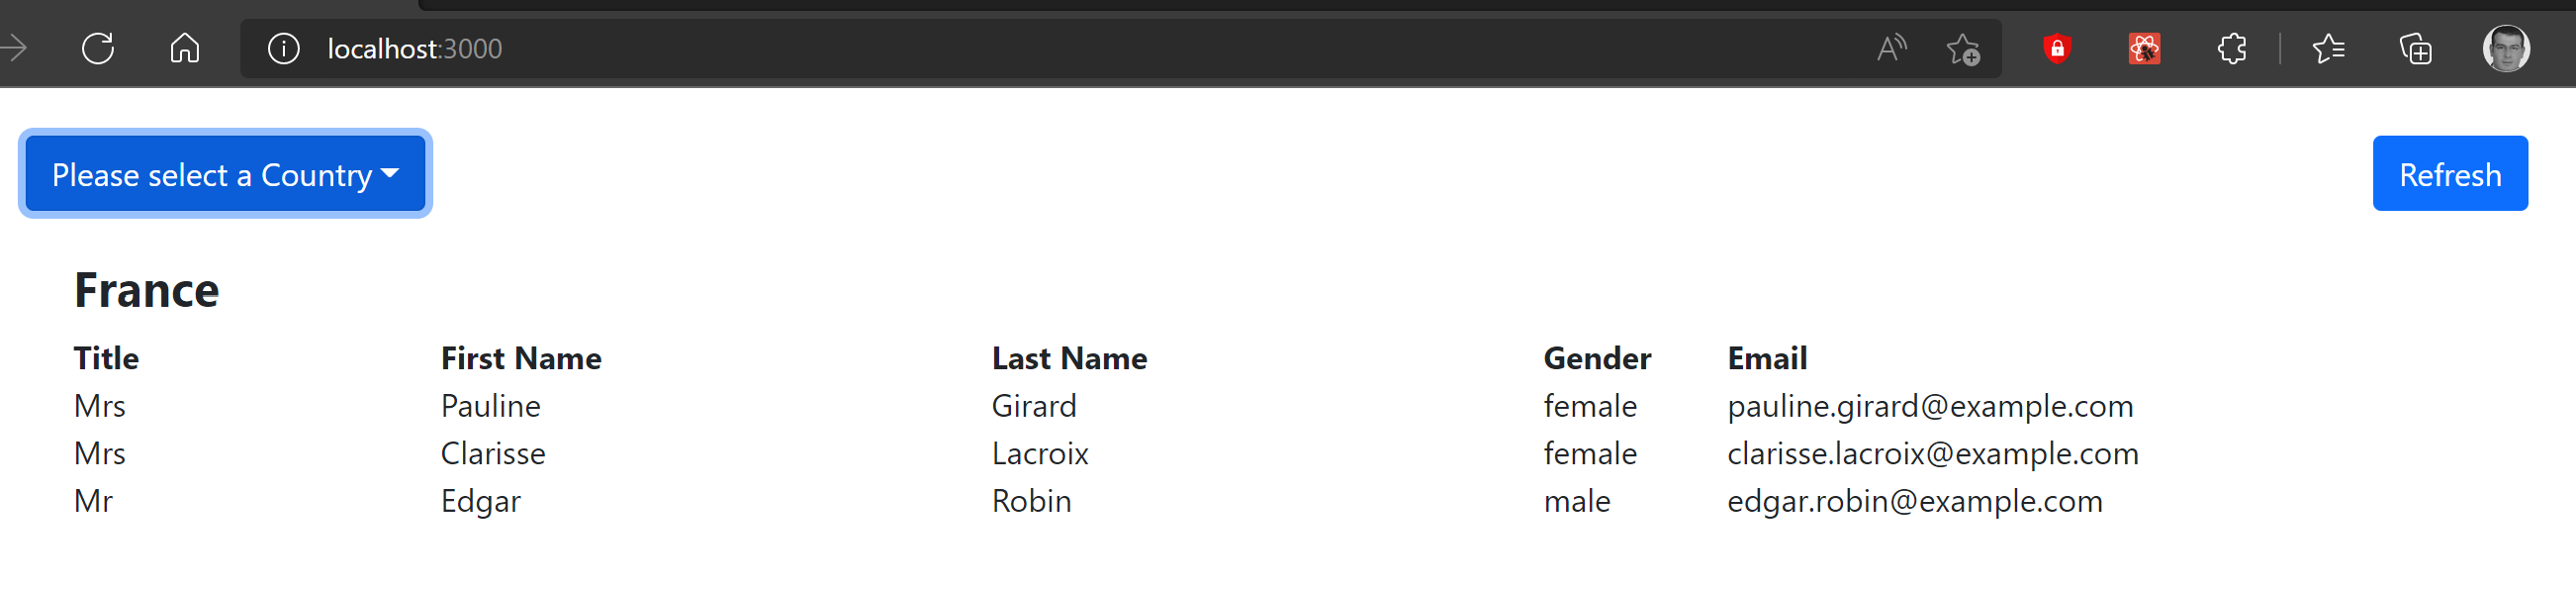 localhost:3000
Please select a Country Refresh
France
Title First Name Last Name Gender Email
Mrs Pauline Girard female pauline.girard@example.com
Mrs Clarisse Lacroix female clarisse.lacroix@example.com
Mr Edgar Robin male edgar.robin@example.com